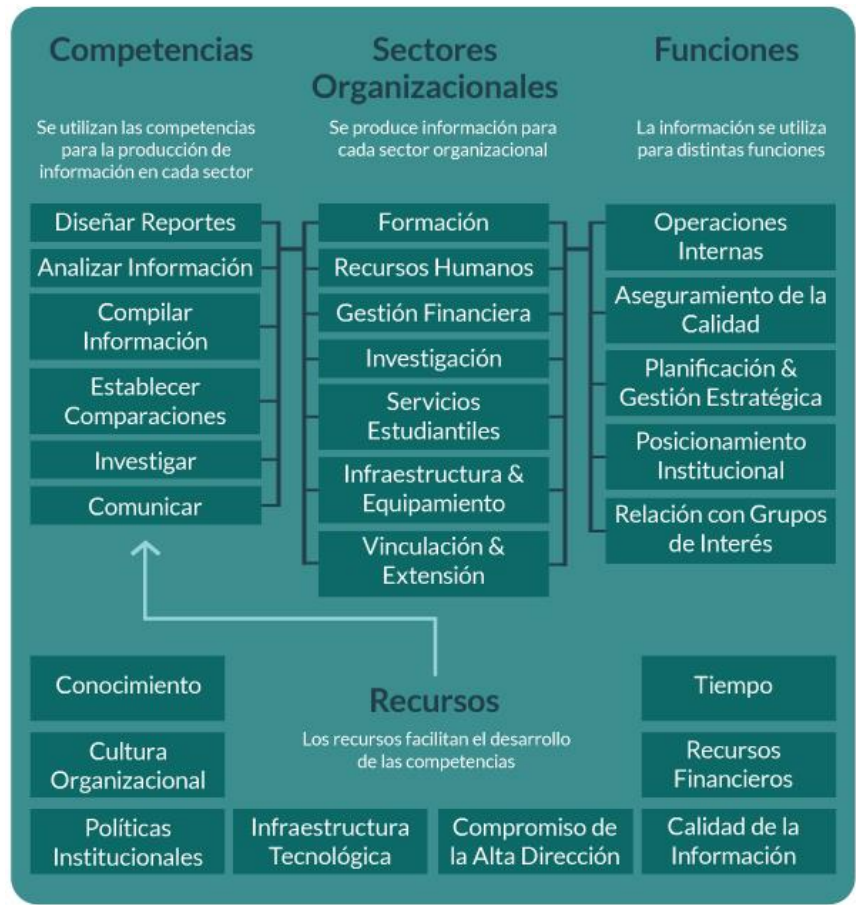 Competencias
Se utilizan las competencias
para la producción de
información en cada sector
Diseñar Reportes
Analizar Información
Compilar
Información
Establecer
Comparaciones
Investigar
Comunicar
Sectores
Organizacionales
Se produce información para
cada sector organizacional
Formación
Recursos Humanos
Gestión Financiera
Investigación
Servicios
Estudiantiles
Infraestructura &
Equipamiento
Vinculación &
Extensión
Funciones
La información se utiliza
para distintas funciones
Operaciones
Internas
Aseguramiento de la
Calidad
Planificación &
Gestión Estratégica
Posicionamiento
Institucional
Relación con Grupos
de Interés
Recursos
Los recursos facilitan el desarrollo
de las competencias
Conocimiento
Cultura
Organizacional
Políticas
Institucionales
Infraestructura
Tecnológica
Compromiso de
la Alta Dirección
Tiempo
Recursos
Financieros
Calidad de la
Información